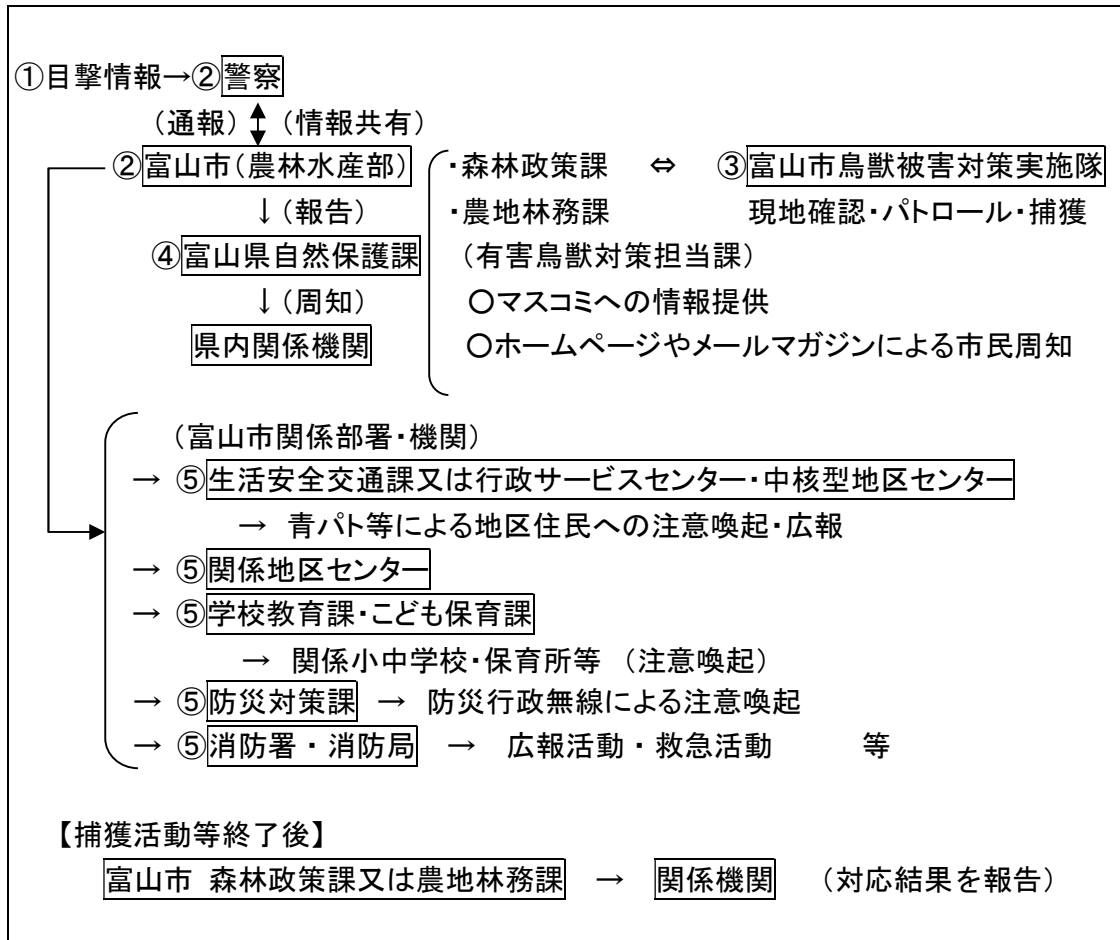 ①目撃情報→②警察
(通報) (情報共有)
②富山市(農林水産部) ・森林政策課 ⇔ ③富山市鳥獣被害対策実施隊
↓(報告) ・農地林務課 現地確認・パトロール・捕獲
④富山県自然保護課 (有害鳥獣対策担当課)
↓(周知) ○マスコミへの情報提供
県内関係機関 ○ホームページやメールマガジンによる市民周知
(富山市関係部署・機関)
→ ⑤生活安全交通課又は行政サービスセンター・中核型地区センター
→ 青パト等による地区住民への注意喚起・広報
→ ⑤関係地区センター
→ ⑤学校教育課・こども保育課
→ 関係小中学校・保育所等 (注意喚起)
→ ⑤防災対策課 → 防災行政無線による注意喚起
→ ⑤消防署・消防局 → 広報活動・救急活動 等
【捕獲活動等終了後】
富山市 森林政策課又は農地林務課 → 関係機関 (対応結果を報告)